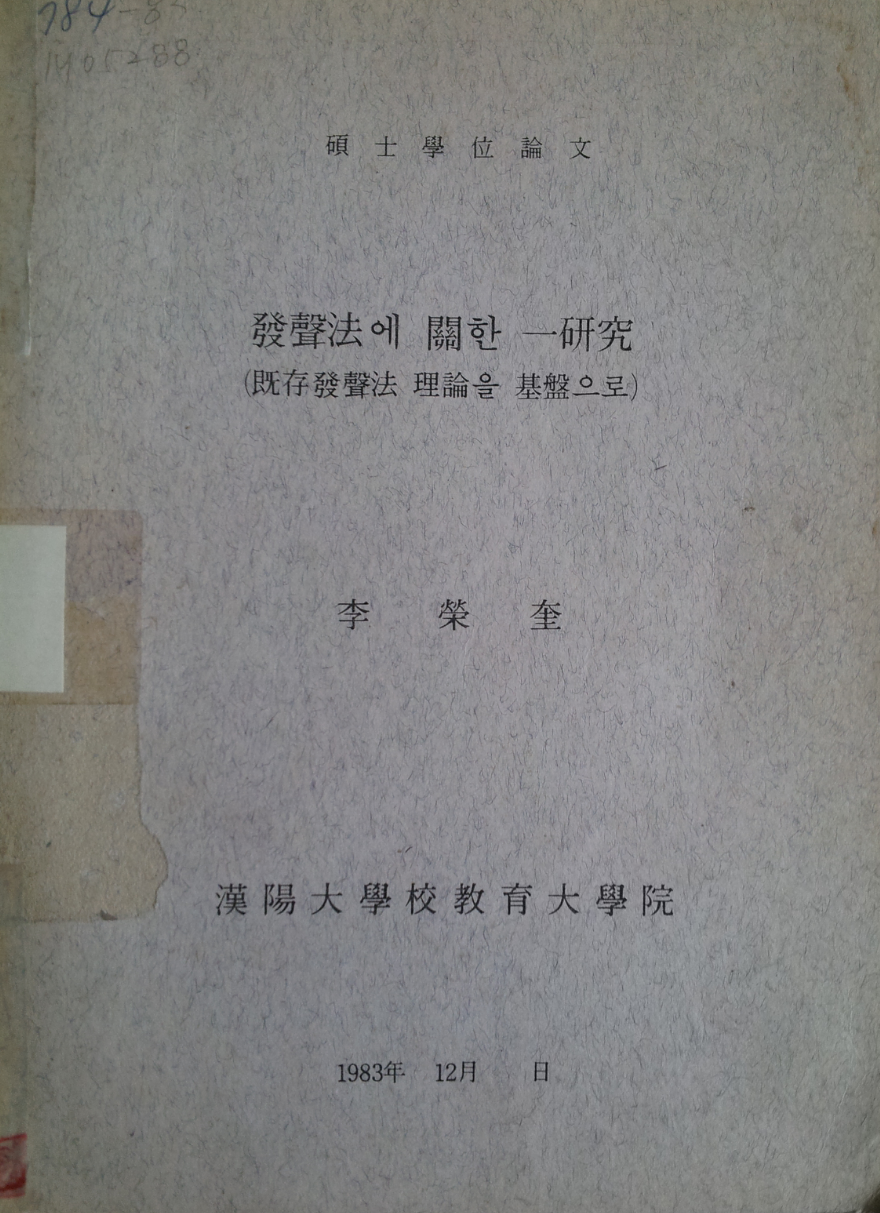 碩士學位論文
發聲法에 關한 一研究
(既存發聲法 理論을 基盤으로)
李榮奎
漢陽大學校教育大學院
1983年 12月 日